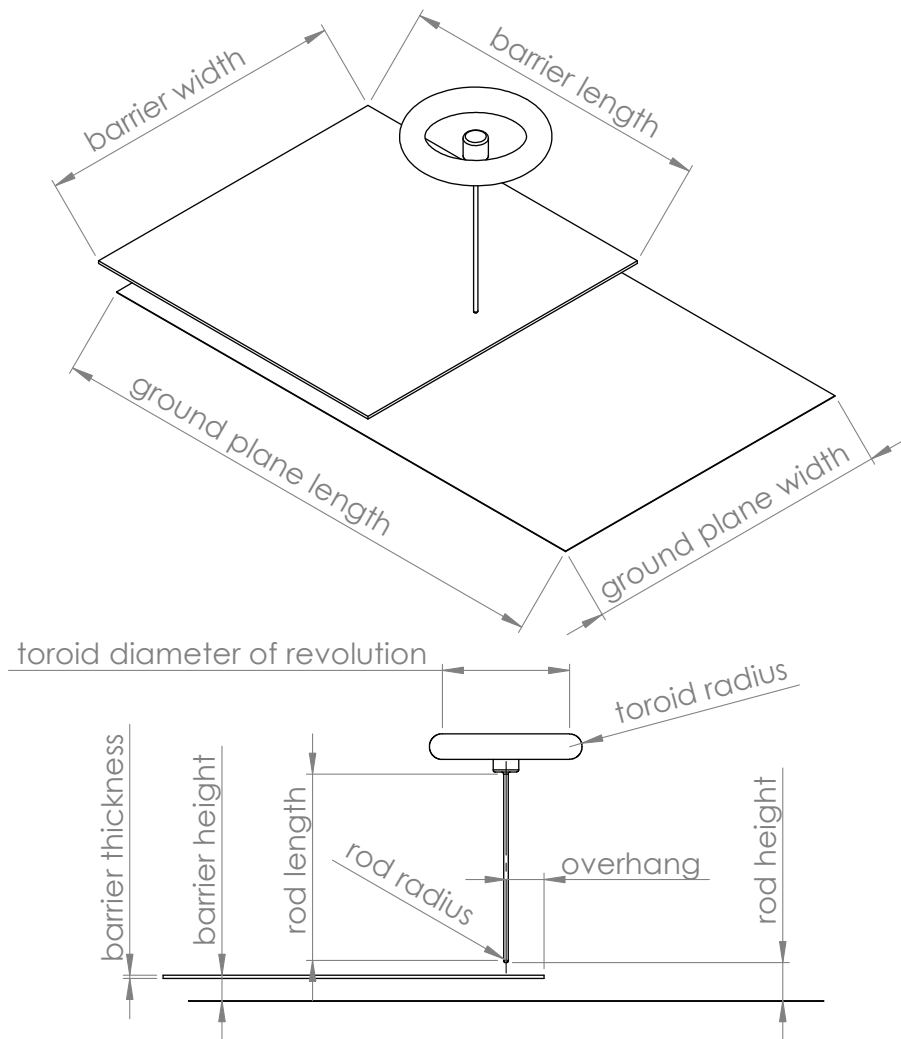 barrier width
barrier length
ground plane length
ground plane width
toroid diameter of revolution
toroid radius
barrier thickness
barrier height
rod length
rod radius
overhang
rod height